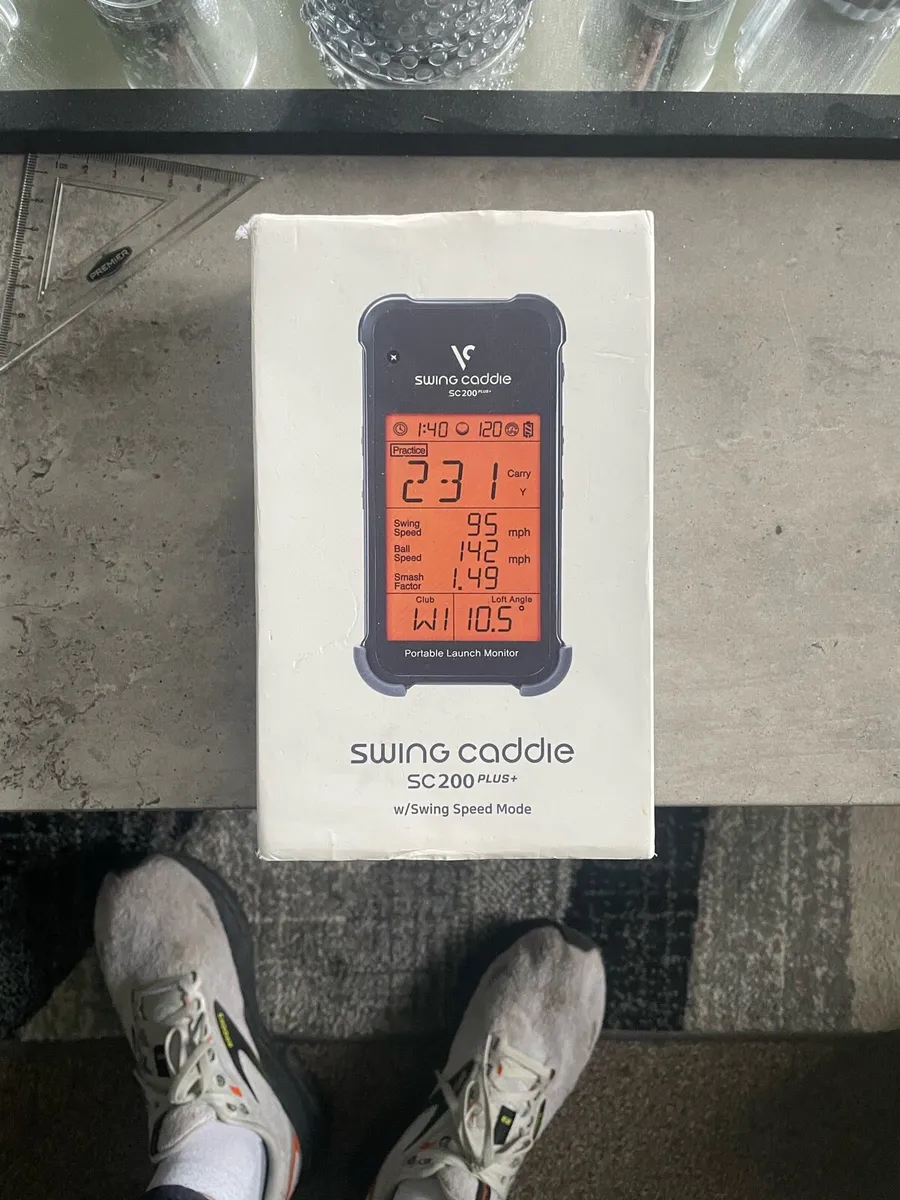 PREMIER
SWING caddie
SC200 PLUS+
1:40 120
Practice
231 Carry
Y
Swing Speed 95 mph
Ball Speed 142 mph
Smash Factor 1.49
Club Loft Angle
W1 10.5°
Portable Launch Monitor
SWING caddie
SC200 PLUS+
w/Swing Speed Mode